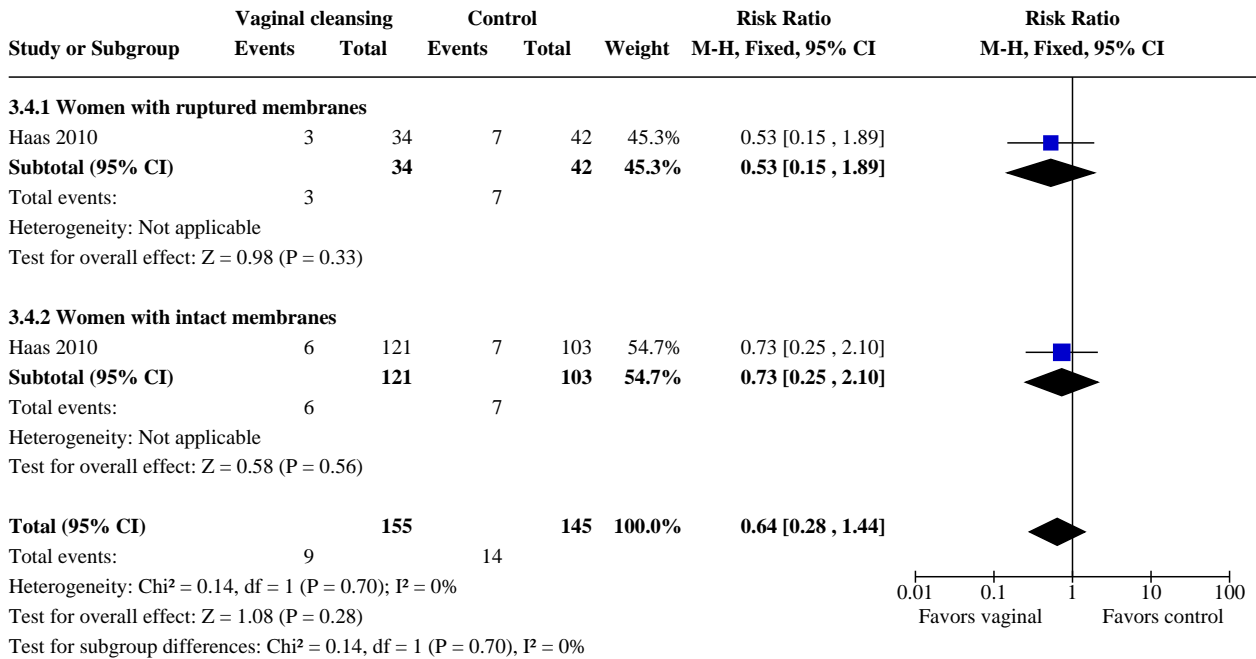 Vaginal cleansing Control Risk Ratio Risk Ratio
Study or Subgroup Events Total Events Total Weight M-H, Fixed, 95% CI M-H, Fixed, 95% CI
3.4.1 Women with ruptured membranes
Haas 2010 3 34 7 42 45.3% 0.53 [0.15 , 1.89]
Subtotal (95% CI) 34 42 45.3% 0.53 [0.15 , 1.89]
Total events: 3 7
Heterogeneity: Not applicable
Test for overall effect: Z = 0.98 (P = 0.33)
3.4.2 Women with intact membranes
Haas 2010 6 121 7 103 54.7% 0.73 [0.25 , 2.10]
Subtotal (95% CI) 121 103 54.7% 0.73 [0.25 , 2.10]
Total events: 6 7
Heterogeneity: Not applicable
Test for overall effect: Z = 0.58 (P = 0.56)
Total (95% CI) 155 145 100.0% 0.64 [0.28 , 1.44]
Total events: 9 14
Heterogeneity: Chi² = 0.14, df = 1 (P = 0.70); I² = 0%
0.01 0.1 1 10 100
Test for overall effect: Z = 1.08 (P = 0.28)
Favors vaginal Favors control
Test for subgroup differences: Chi² = 0.14, df = 1 (P = 0.70), I² = 0%